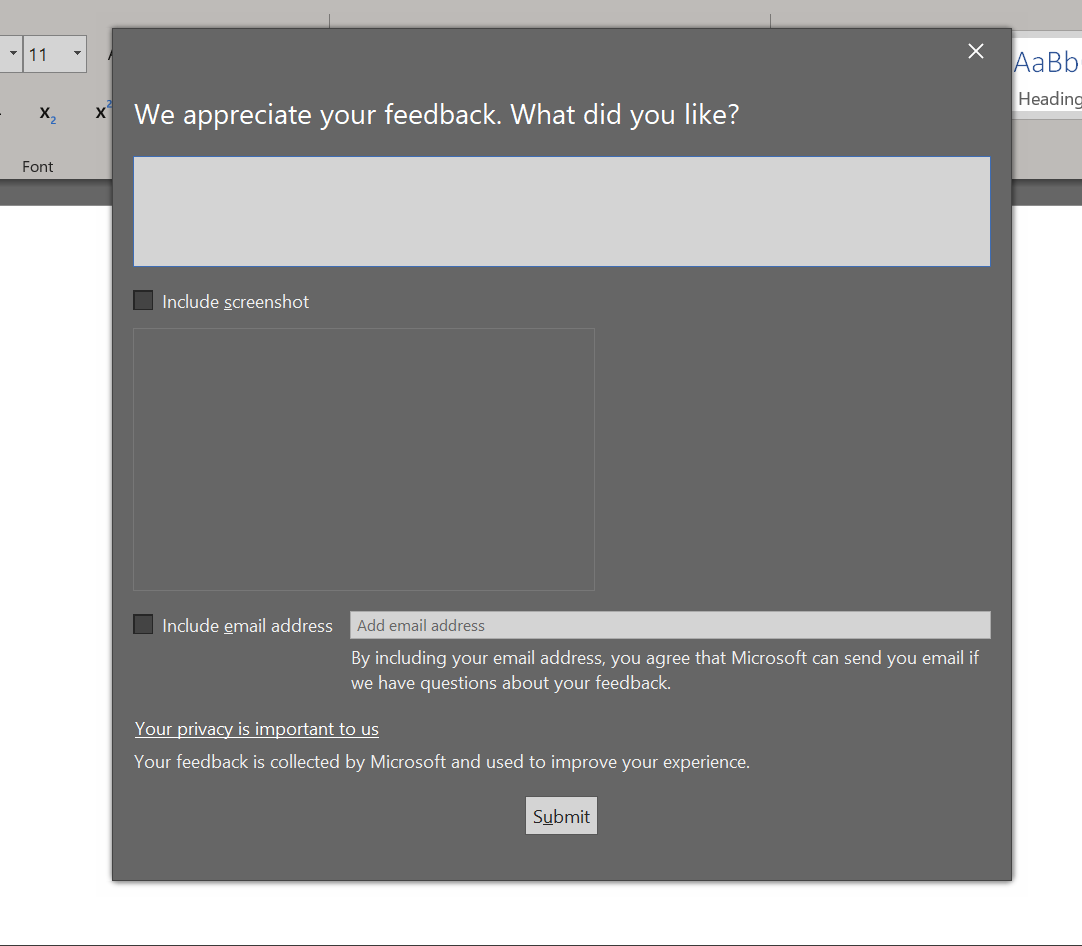 11
AaBb
x2
x2
Heading
Font
We appreciate your feedback. What did you like?
Include screenshot
Include email address
Add email address
By including your email address, you agree that Microsoft can send you email if
we have questions about your feedback.
Your privacy is important to us
Your feedback is collected by Microsoft and used to improve your experience.
Submit